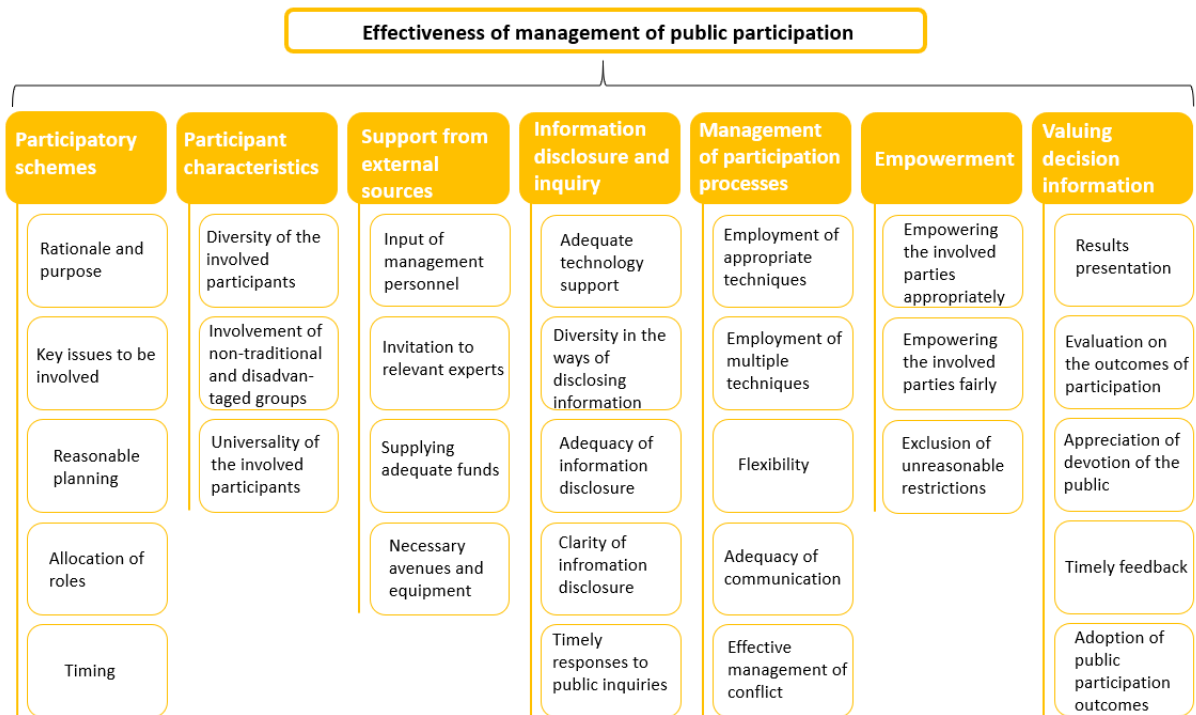 Effectiveness of management of public participation
Participatory
schemes
Rationale and
purpose
Key issues to be
involved
Reasonable
planning
Allocation of
roles
Timing
Participant
characteristics
Diversity of the
involved
participants
Involvement of
non-traditional
and disadvan-
taged groups
Universality of
the involved
participants
Support from
external
sources
Input of
management
personnel
Invitation to
relevant experts
Supplying
adequate funds
Necessary
avenues and
equipment
Information
disclosure and
inquiry
Adequate
technology
support
Diversity in the
ways of
disclosing
information
Adequacy of
information
disclosure
Clarity of
infromation
disclosure
Timely
responses to
public inquiries
Management
of participation
processes
Employment of
appropriate
techniques
Employment of
multiple
techniques
Flexibility
Adequacy of
communication
Effective
management of
conflict
Empowerment
Empowering
the involved
parties
appropriately
Empowering
the involved
parties fairly
Exclusion of
unreasonable
restrictions
Valuing
decision
information
Results
presentation
Evaluation on
the outcomes of
participation
Appreciation of
devotion of the
public
Timely feedback
Adoption of
public
participation
outcomes